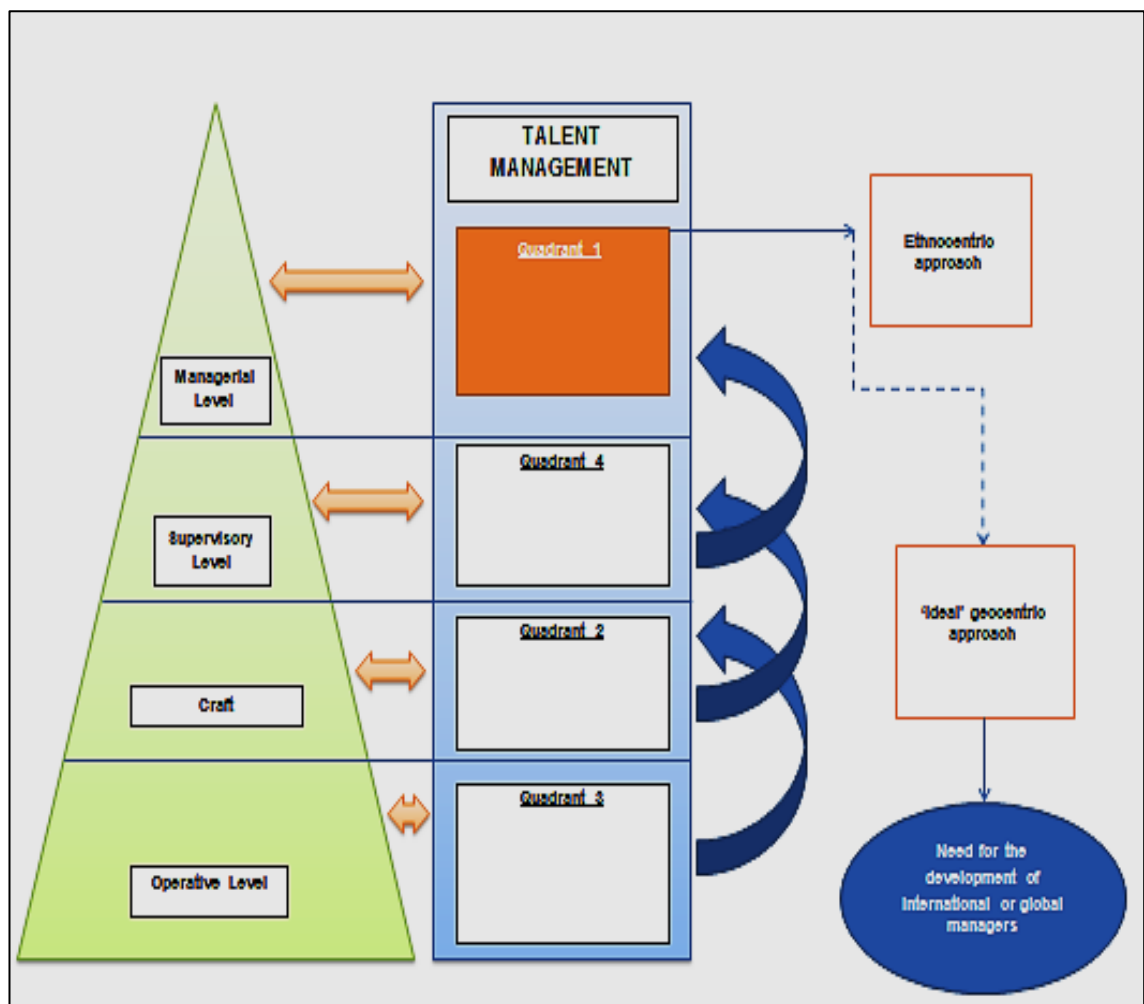 TALENT
MANAGEMENT
Quadrant 1
Ethnocentric
approach
Managerial
Level
Quadrant 4
Supervisory
Level
'Ideal' geocentric
approach
Quadrant 2
Craft
Quadrant 3
Operative Level
Need for the
development of
international or global
managers